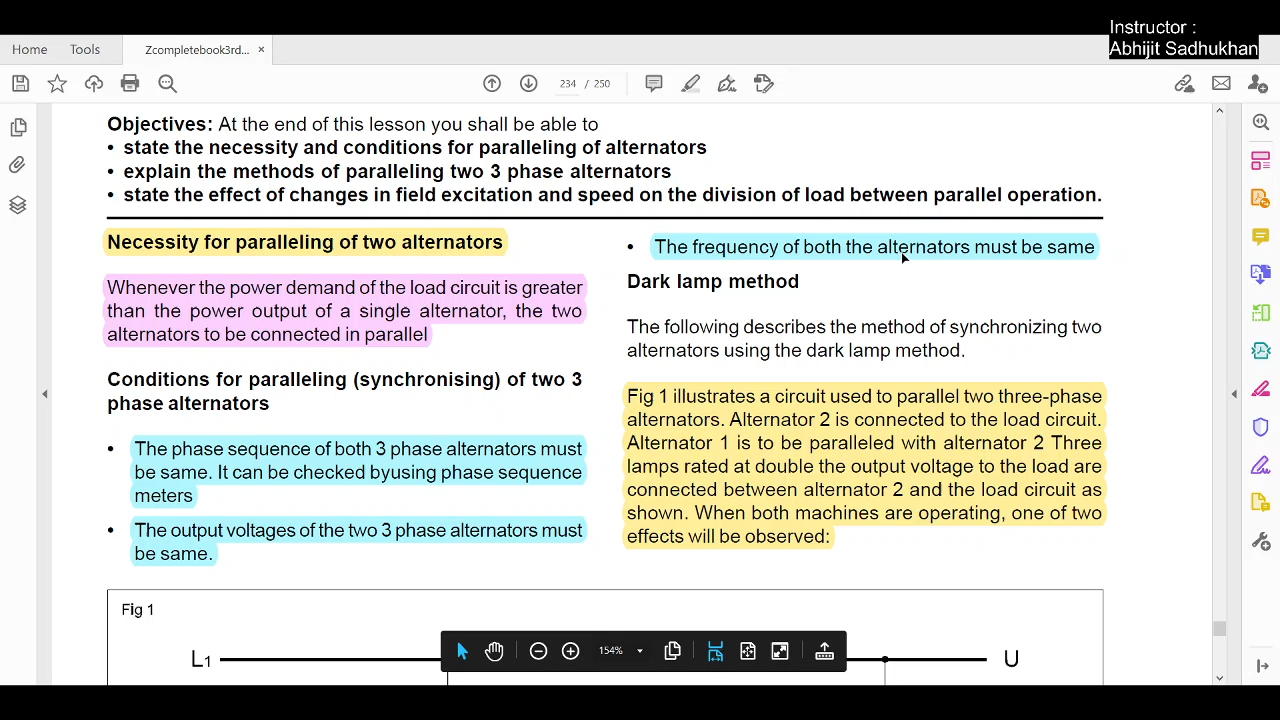 Instructor :
Abhijit Sadhukhan
Home
Tools
Zcompletebook3rd... ×
234 / 250
Objectives: At the end of this lesson you shall be able to
• state the necessity and conditions for paralleling of alternators
• explain the methods of paralleling two 3 phase alternators
• state the effect of changes in field excitation and speed on the division of load between parallel operation.
Necessity for paralleling of two alternators
Whenever the power demand of the load circuit is greater
than the power output of a single alternator, the two
alternators to be connected in parallel
Conditions for paralleling (synchronising) of two 3
phase alternators
• The phase sequence of both 3 phase alternators must
be same. It can be checked byusing phase sequence
meters
• The output voltages of the two 3 phase alternators must
be same.
• The frequency of both the alternators must be same
Dark lamp method
The following describes the method of synchronizing two
alternators using the dark lamp method.
Fig 1 illustrates a circuit used to parallel two three-phase
alternators. Alternator 2 is connected to the load circuit.
Alternator 1 is to be paralleled with alternator 2 Three
lamps rated at double the output voltage to the load are
connected between alternator 2 and the load circuit as
shown. When both machines are operating, one of two
effects will be observed:
Fig 1
L1
U
154%